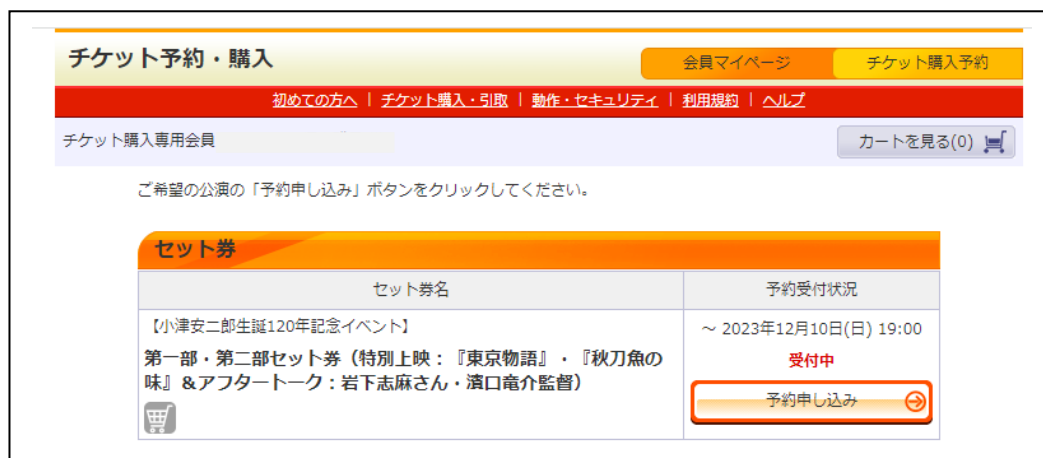 チケット予約・購入
会員マイページ
チケット購入予約
初めての方へ | チケット購入・引取 | 動作・セキュリティ | 利用規約 | ヘルプ
チケット購入専用会員
カートを見る(0)
ご希望の公演の「予約申し込み」ボタンをクリックしてください。
セット券
セット券名
予約受付状況
【小津安二郎生誕120年記念イベント】
第一部・第二部セット券（特別上映：『東京物語』・『秋刀魚の
味』&アフタートーク：岩下志麻さん・濱口竜介監督）
～ 2023年12月10日(日) 19:00
受付中
予約申し込み